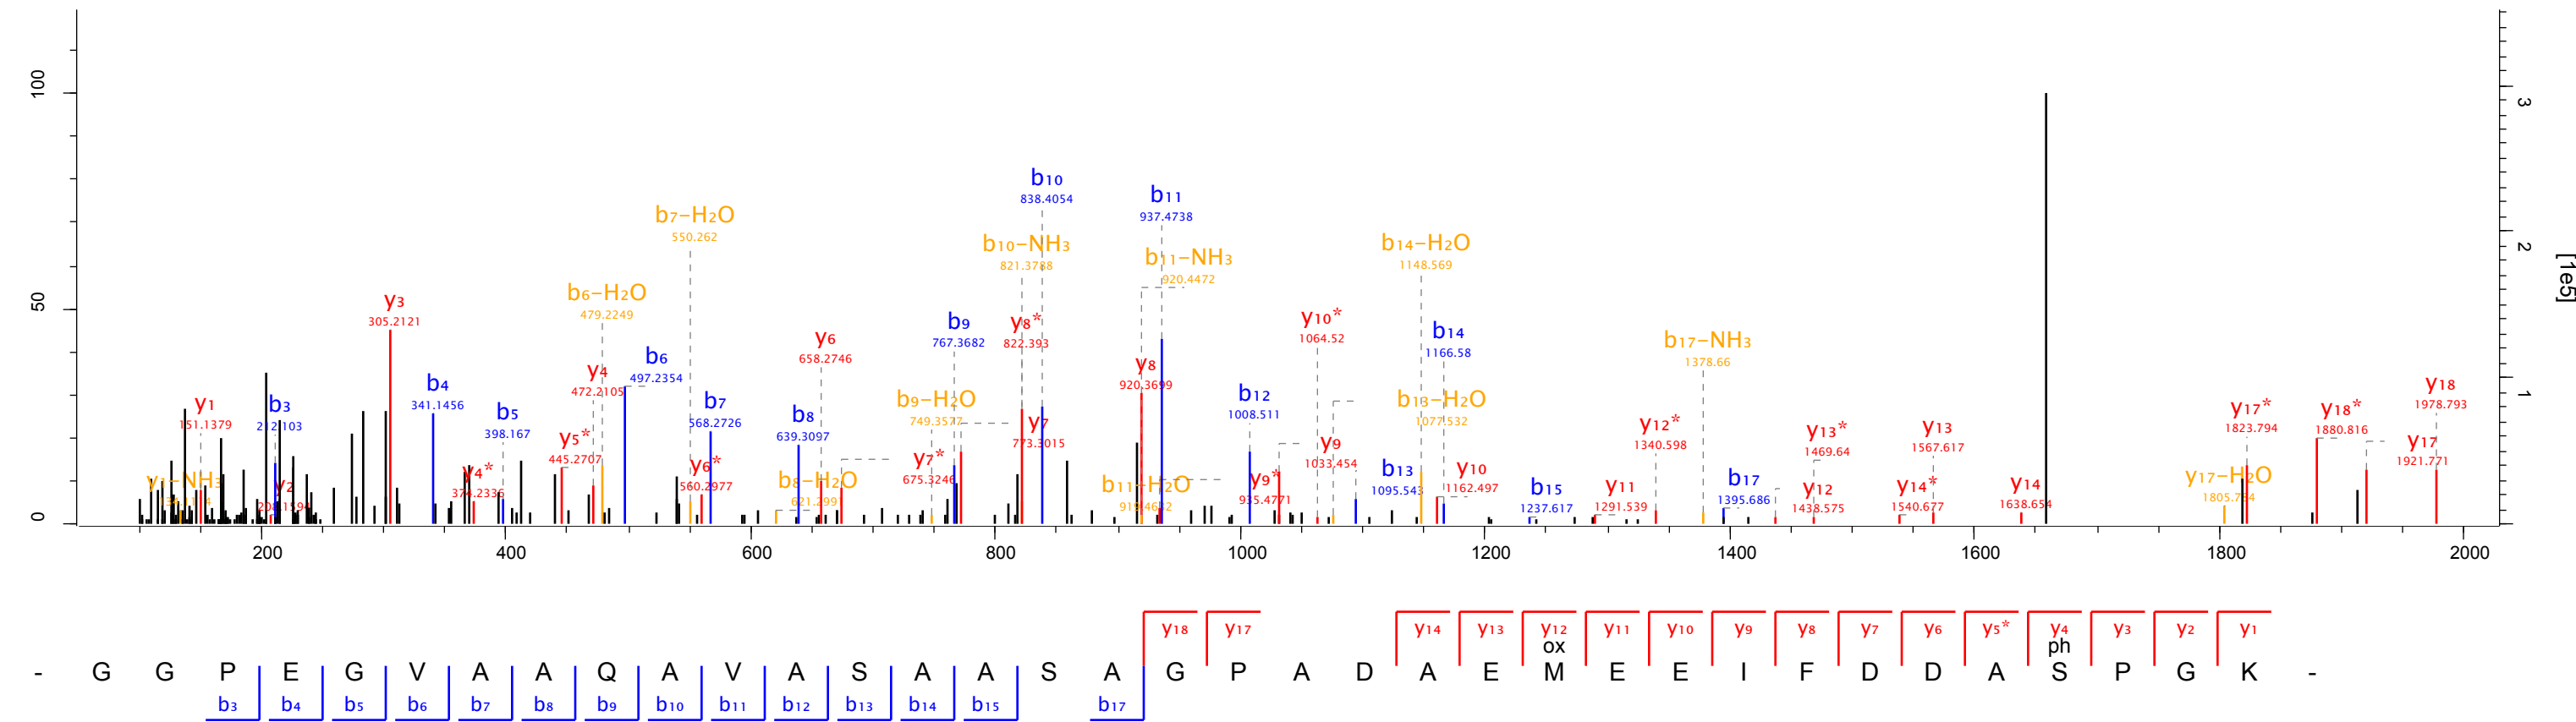 100
50
0
3
2
1
[1e5]
200
400
600
800
1000
1200
1400
1600
1800
2000
y₁-NH₃
y₁
151.1379
y₂
b₃
212.103
y₃
305.2121
b₄
341.1456
y₄*
374.2336
b₅
398.167
y₅*
445.2707
y₄
472.2105
b₆-H₂O
479.2249
b₆
497.2354
b₇-H₂O
550.262
y₆*
560.2977
b₇
568.2726
b₈-H₂O
b₈
639.3097
y₆
658.2746
y₇*
675.3246
b₉-H₂O
749.3577
b₉
767.3682
y₇
773.3015
b₁₀-NH₃
821.3788
y₈*
822.393
b₁₀
838.4054
b₁₁-H₂O
y₈
920.3699
b₁₁-NH₃
920.4472
y₉*
935.4771
b₁₁
937.4738
b₁₂
1008.511
y₉
1033.454
y₁₀*
1064.52
b₁₃-H₂O
1077.532
b₁₃
1095.543
b₁₄-H₂O
1148.569
y₁₀
1162.497
b₁₄
1166.58
b₁₅
1237.617
y₁₁
1291.539
y₁₂*
1340.598
b₁₇-NH₃
1378.66
b₁₇
1395.686
y₁₂
1438.575
y₁₃*
1469.64
y₁₄*
1540.677
y₁₃
1567.617
y₁₄
1638.654
y₁₇-H₂O
y₁₇*
1823.794
y₁₈*
1880.816
y₁₇
1921.771
y₁₈
1978.793
y₁₈ y₁₇ y₁₄ y₁₃ y₁₂ y₁₁ y₁₀ y₉ y₈ y₇ y₆ y₅* y₄ y₃ y₂ y₁
ox ph
- G G P E G V A A Q A V A S A A S A G P A D A E M E E I F D D A S P G K -
b₃ b₄ b₅ b₆ b₇ b₈ b₉ b₁₀ b₁₁ b₁₂ b₁₃ b₁₄ b₁₅ b₁₇